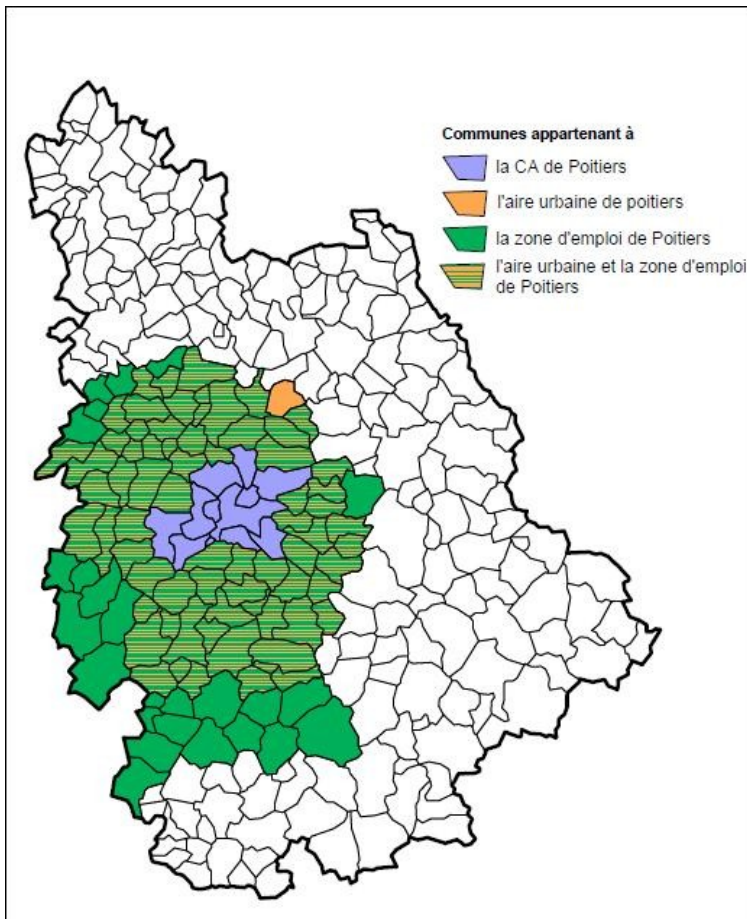 Communes appartenant à
la CA de Poitiers
l'aire urbaine de poitiers
la zone d'emploi de Poitiers
l'aire urbaine et la zone d'emploi
de Poitiers